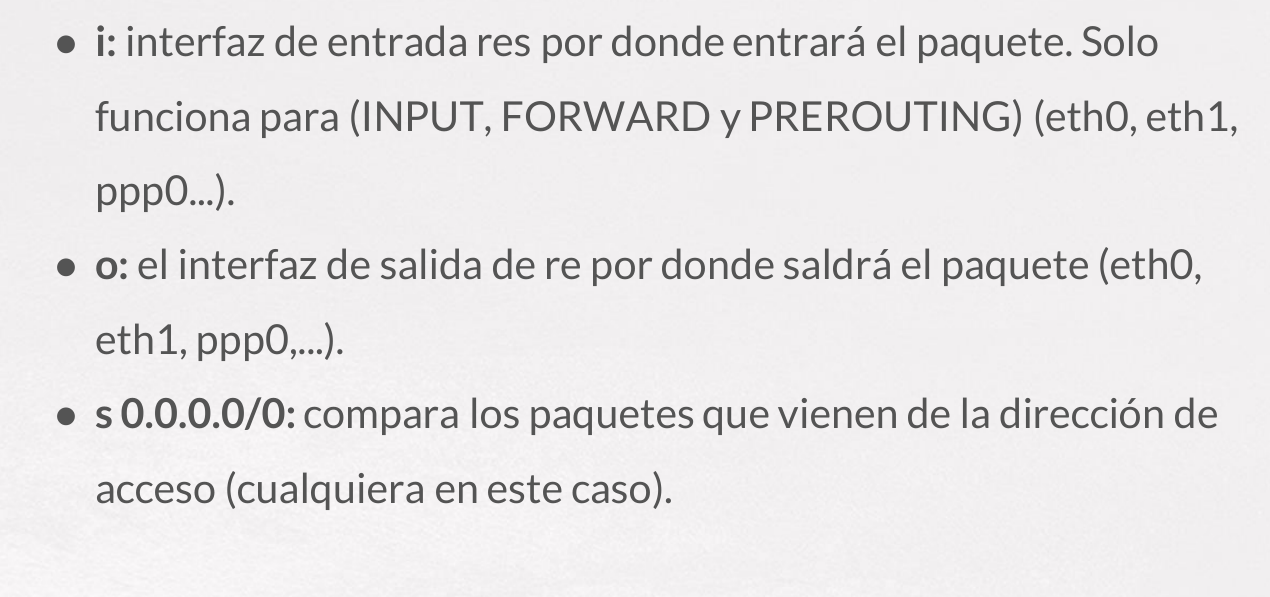 ● i: interfaz de entrada res por donde entrará el paquete. Solo
funciona para (INPUT, FORWARD y PREROUTING) (eth0, eth1,
ppp0...).
● o: el interfaz de salida de re por donde saldrá el paquete (eth0,
eth1, ppp0,...).
● s 0.0.0.0/0: compara los paquetes que vienen de la dirección de
acceso (cualquiera en este caso).